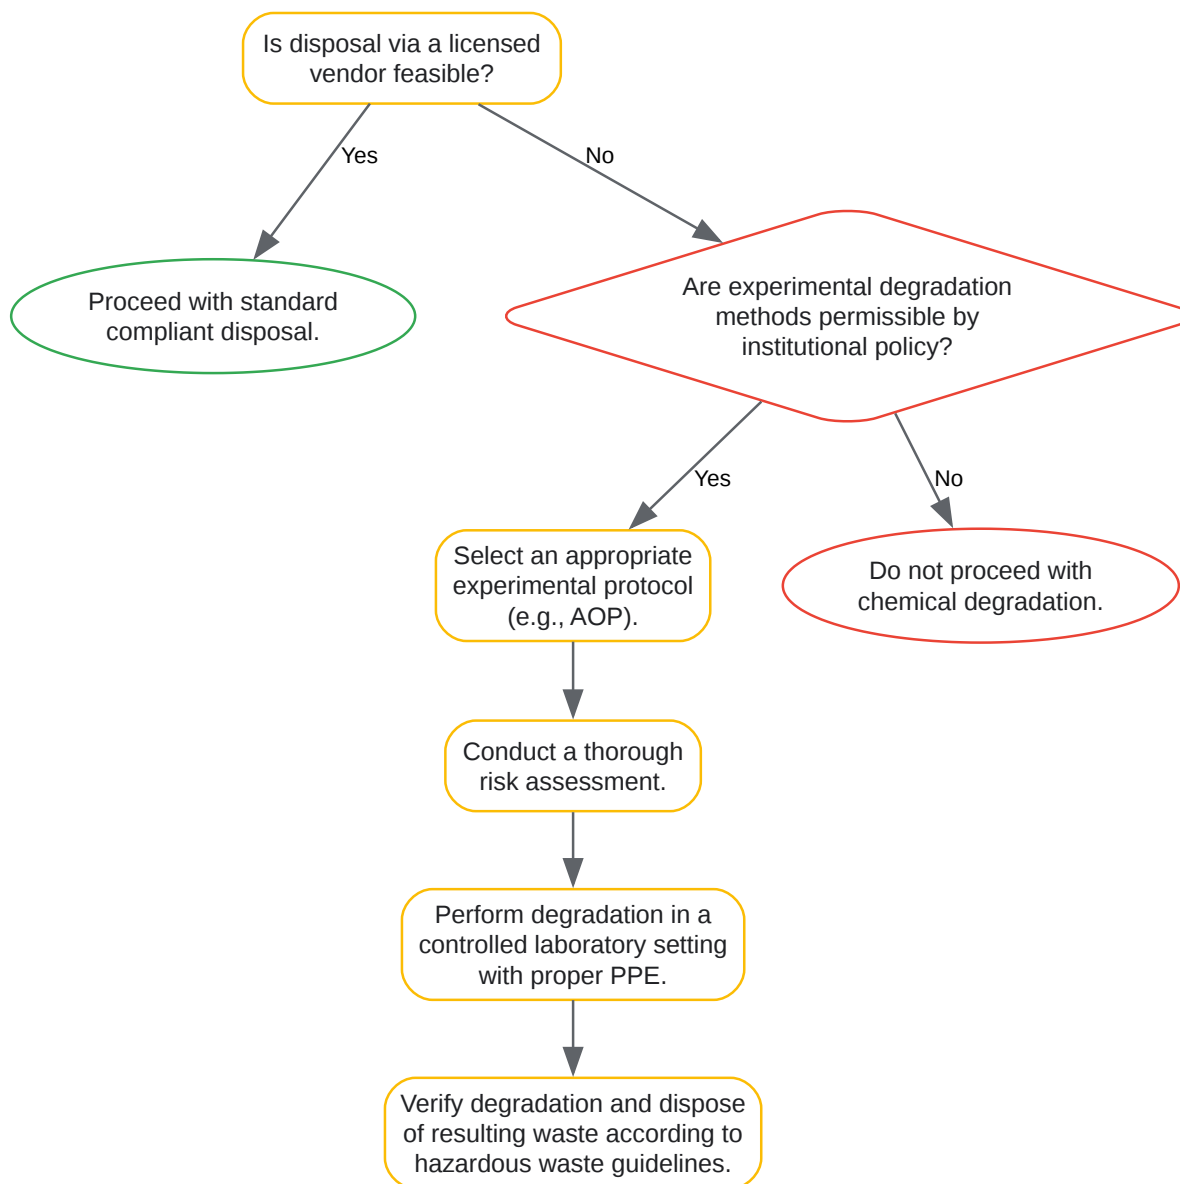 Is disposal via a licensed
vendor feasible?
Yes
No
Proceed with standard
compliant disposal.
Are experimental degradation
methods permissible by
institutional policy?
Yes
No
Select an appropriate
experimental protocol
(e.g., AOP).
Do not proceed with
chemical degradation.
Conduct a thorough
risk assessment.
Perform degradation in a
controlled laboratory setting
with proper PPE.
Verify degradation and dispose
of resulting waste according to
hazardous waste guidelines.